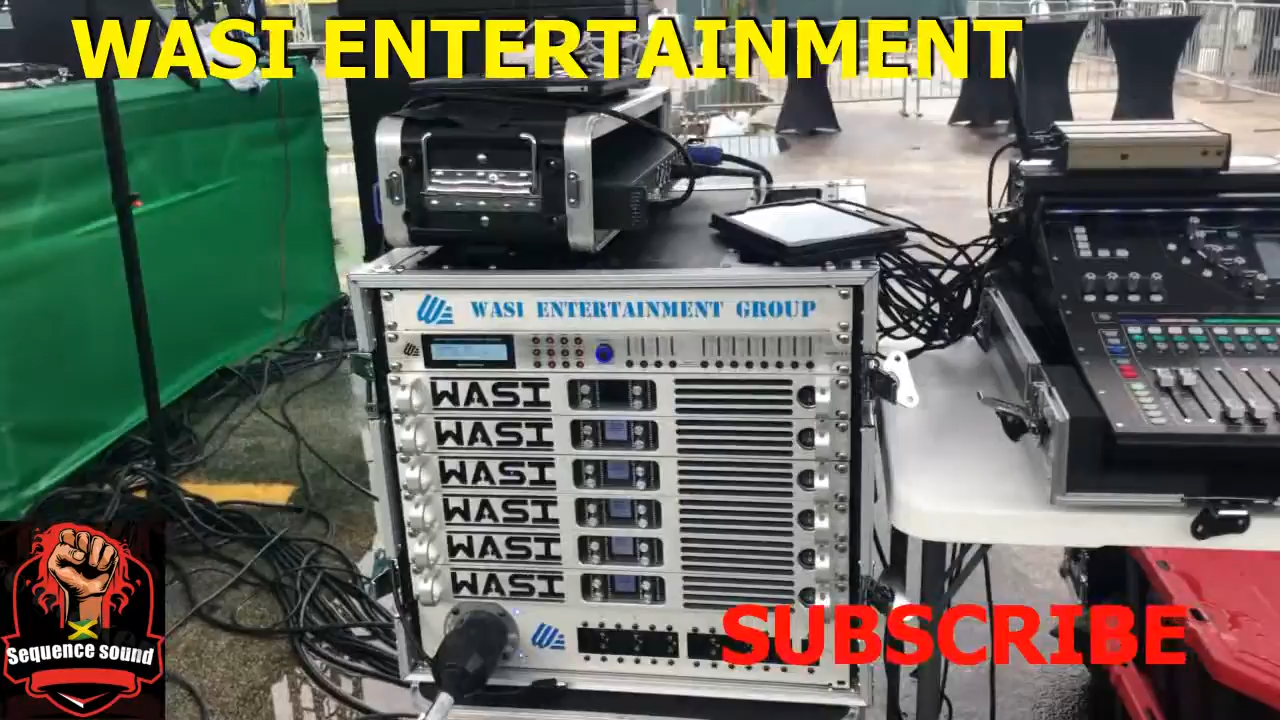 WASI ENTERTAINMENT
WASI ENTERTAINMENT GROUP
WASI
WASI
WASI
WASI
WASI
WASI
SUBSCRIBE
Sequence sound